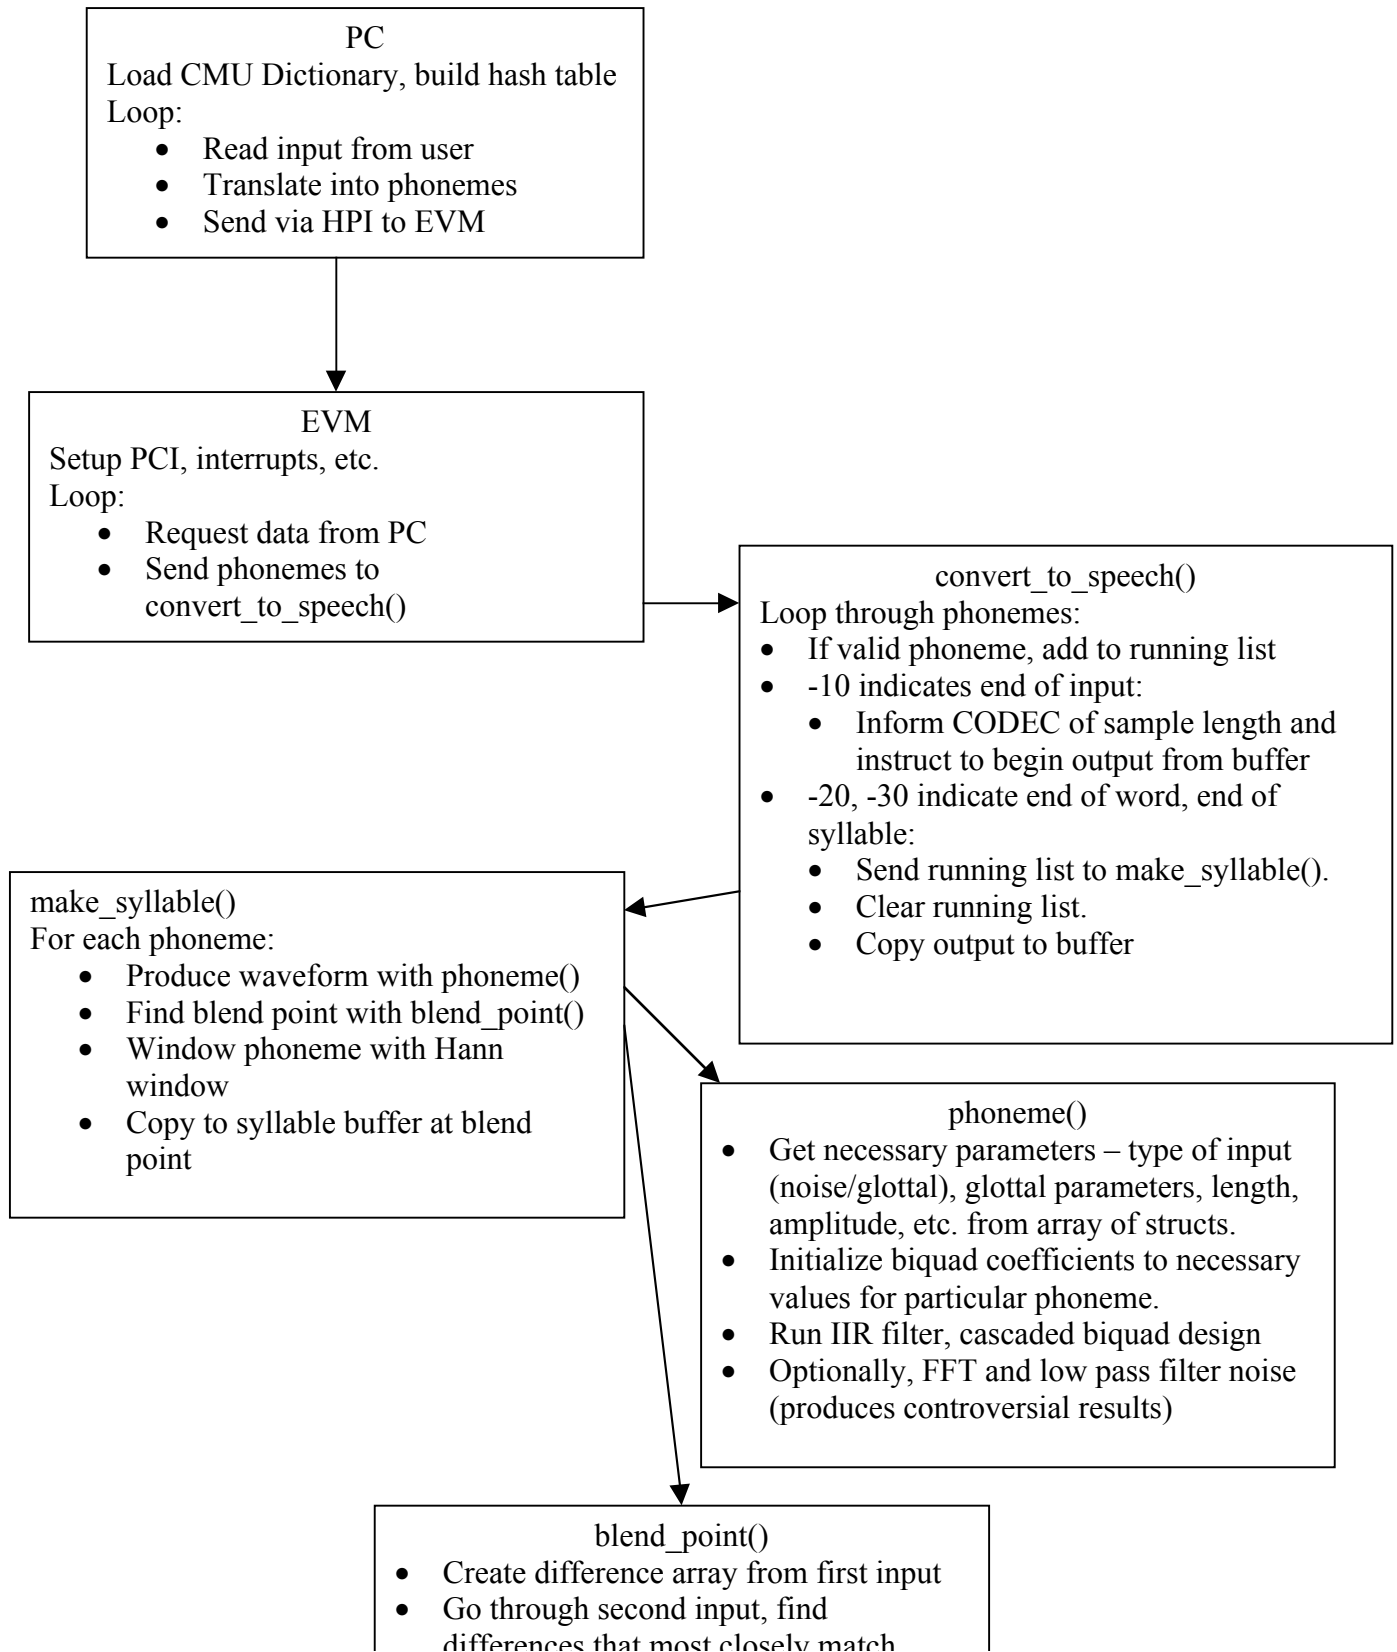 PC
Load CMU Dictionary, build hash table
Loop:
• Read input from user
• Translate into phonemes
• Send via HPI to EVM
EVM
Setup PCI, interrupts, etc.
Loop:
• Request data from PC
• Send phonemes to
convert_to_speech()
convert_to_speech()
Loop through phonemes:
• If valid phoneme, add to running list
• -10 indicates end of input:
• Inform CODEC of sample length and
instruct to begin output from buffer
• -20, -30 indicate end of word, end of
syllable:
• Send running list to make_syllable().
• Clear running list.
• Copy output to buffer
make_syllable()
For each phoneme:
• Produce waveform with phoneme()
• Find blend point with blend_point()
• Window phoneme with Hann
window
• Copy to syllable buffer at blend
point
phoneme()
• Get necessary parameters – type of input
(noise/glottal), glottal parameters, length,
amplitude, etc. from array of structs.
• Initialize biquad coefficients to necessary
values for particular phoneme.
• Run IIR filter, cascaded biquad design
• Optionally, FFT and low pass filter noise
(produces controversial results)
blend_point()
• Create difference array from first input
• Go through second input, find
differences that most closely match